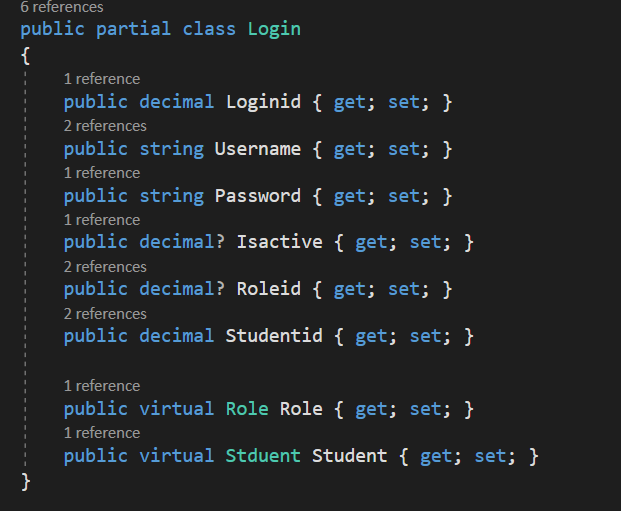 6 references
public partial class Login
{
1 reference
public decimal Loginid { get; set; }
2 references
public string Username { get; set; }
1 reference
public string Password { get; set; }
1 reference
public decimal? Isactive { get; set; }
2 references
public decimal? Roleid { get; set; }
2 references
public decimal Studentid { get; set; }
1 reference
public virtual Role Role { get; set; }
1 reference
public virtual Stduent Student { get; set; }
}